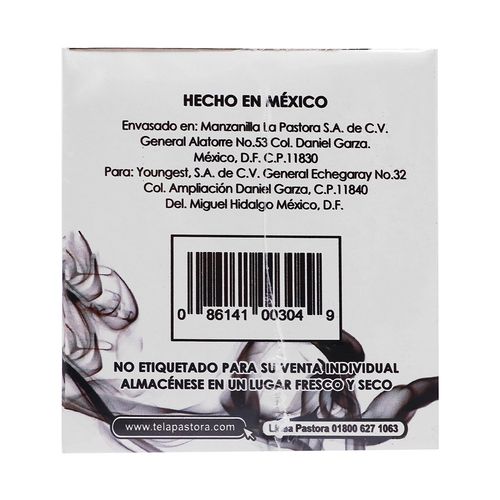 HECHO EN MÉXICO
Envasado en: Manzanilla La Pastora S.A. de C.V.
General Alatorre No.53 Col. Daniel Garza.
México, D.F. C.P.11830
Para: Youngest, S.A. de C.V. General Echegaray No.32
Col. Ampliación Daniel Garza, C.P.11840
Del. Miguel Hidalgo México, D.F.
0 86141 00304 9
NO ETIQUETADO PARA SU VENTA INDIVIDUAL
ALMACÉNESE EN UN LUGAR FRESCO Y SECO
www.telapastora.com Línea Pastora 01800 627 1063